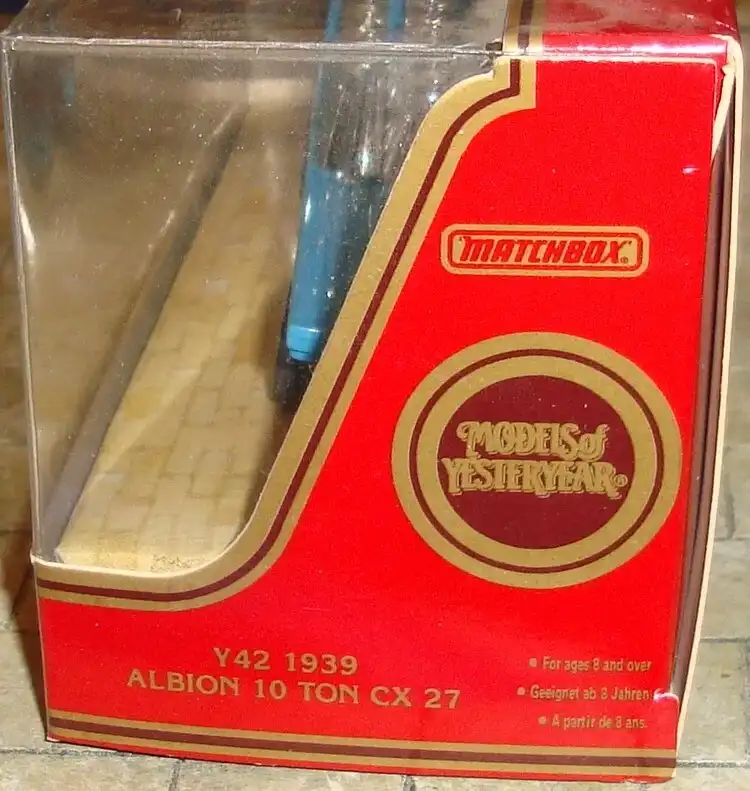 MATCHBOX®
MODELS of
YESTERYEAR®
Y42 1939
ALBION 10 TON CX 27
• For ages 8 and over
• Geeignet ab 8 Jahren
• A partir de 8 ans.